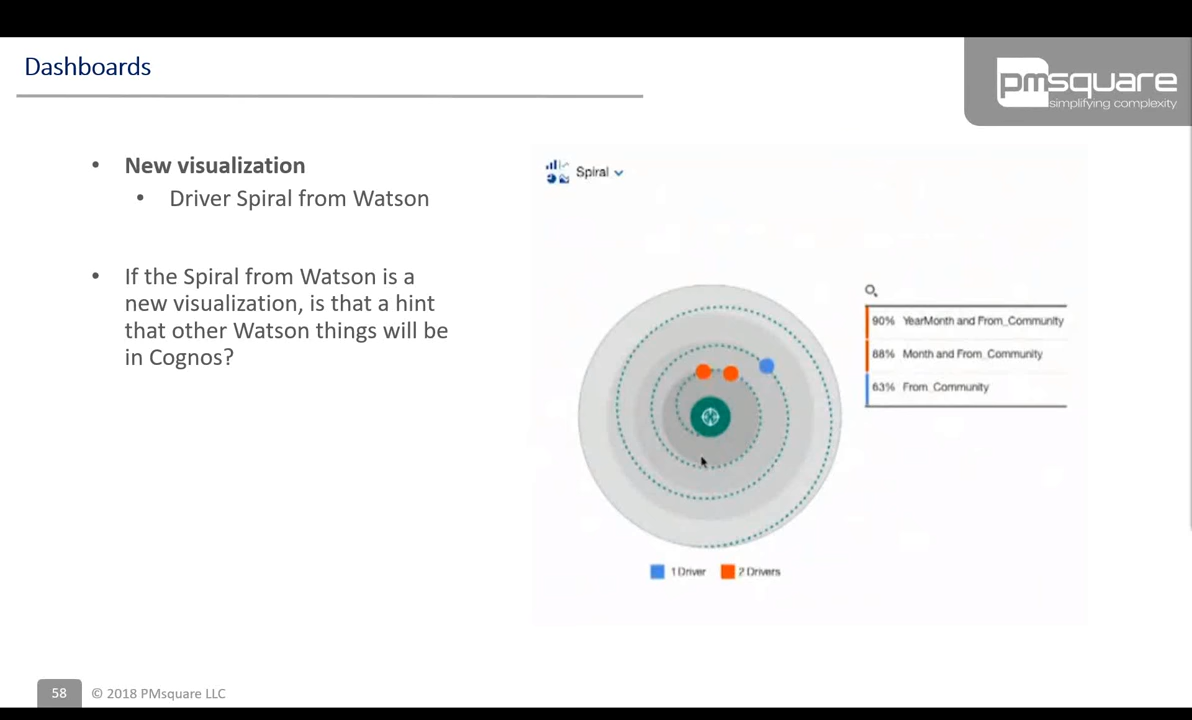 Dashboards
pmsquare
simplifying complexity
New visualization
Driver Spiral from Watson
If the Spiral from Watson is a
new visualization, is that a hint
that other Watson things will be
in Cognos?
Spiral
90% YearMonth and From_Community
88% Month and From_Community
63% From_Community
1 Driver 2 Drivers
58 © 2018 PMsquare LLC